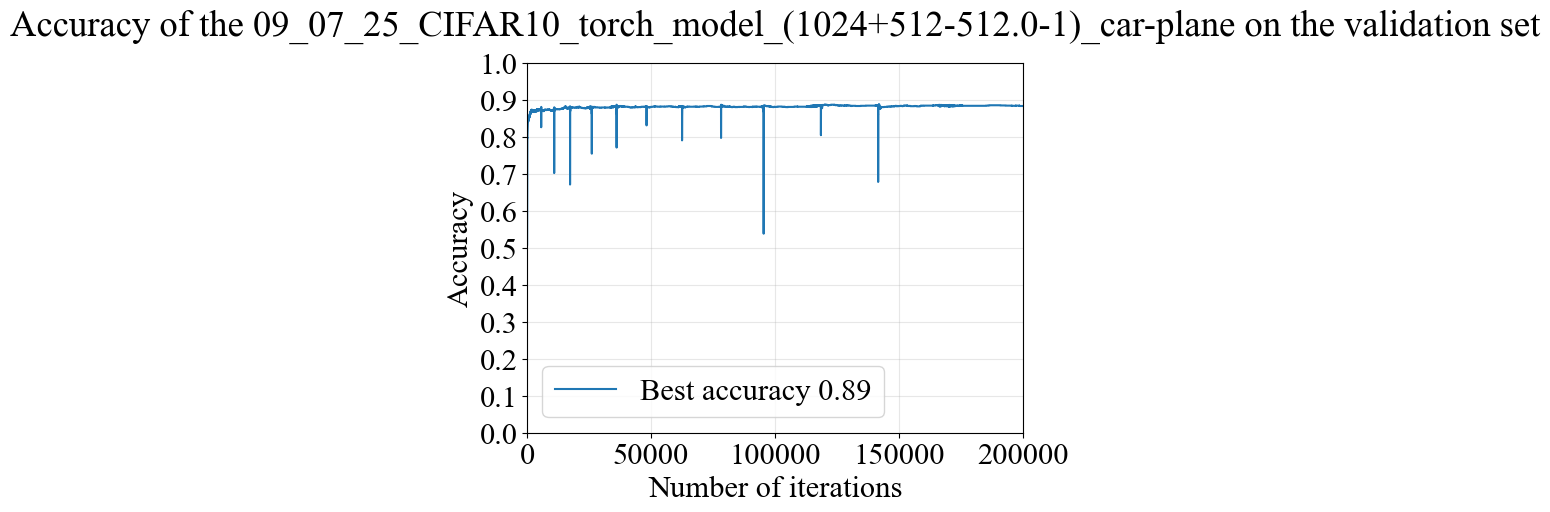 Accuracy of the 09_07_25_CIFAR10_torch_model_(1024+512-512.0-1)_car-plane on the validation set
1.0
0.9
0.8
0.7
0.6
0.5
0.4
0.3
0.2
0.1
0.0
Accuracy
Best accuracy 0.89
0 50000 100000 150000 200000
Number of iterations